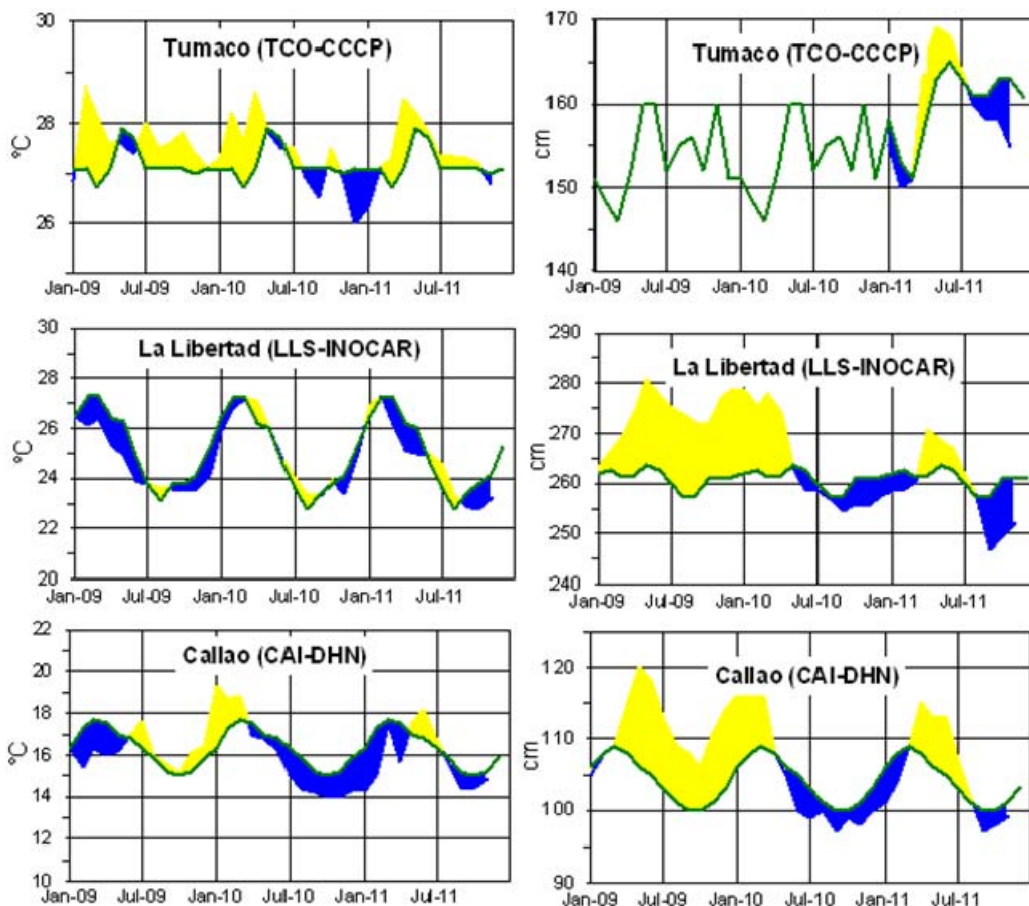 30
Tumaco (TCO-CCCP)
28
°C
26
Jan-09 Jul-09 Jan-10 Jul-10 Jan-11 Jul-11
170
Tumaco (TCO-CCCP)
160
cm
150
140
Jan-09 Jul-09 Jan-10 Jul-10 Jan-11 Jul-11
30
La Libertad (LLS-INOCAR)
28
26
°C
24
22
20
Jan-09 Jul-09 Jan-10 Jul-10 Jan-11 Jul-11
290
La Libertad (LLS-INOCAR)
280
270
cm
260
250
240
Jan-09 Jul-09 Jan-10 Jul-10 Jan-11 Jul-11
22
Callao (CAI-DHN)
20
18
°C
16
14
12
10
Jan-09 Jul-09 Jan-10 Jul-10 Jan-11 Jul-11
120
Callao (CAI-DHN)
110
cm
100
90
Jan-09 Jul-09 Jan-10 Jul-10 Jan-11 Jul-11